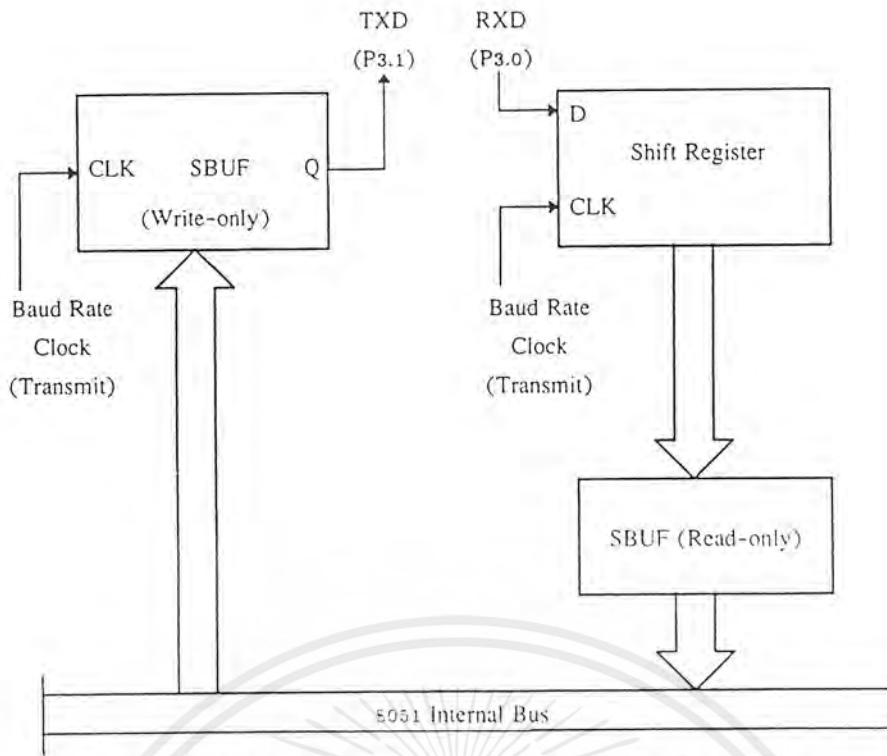 TXD
(P3.1)
RXD
(P3.0)
CLK
SBUF
Q
(Write-only)
D
Shift Register
CLK
Baud Rate
Clock
(Transmit)
Baud Rate
Clock
(Transmit)
SBUF (Read-only)
8051 Internal Bus